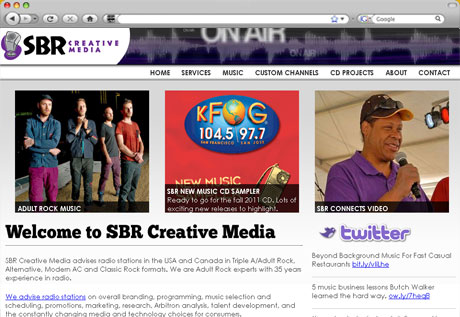 Google
SBR CREATIVE MEDIA
ON AIR
ON AIR
HOME SERVICES MUSIC CUSTOM CHANNELS CD PROJECTS ABOUT CONTACT
KFOG
104.5 97.7
SAN FRANCISCO SAN JOSE
NEW MUSIC
ADULT ROCK MUSIC
SBR NEW MUSIC CD SAMPLER
Ready to go for the fall 2011 CD. Lots of
exciting new releases to highlight.
SBR CONNECTS VIDEO
Welcome to SBR Creative Media
SBR Creative Media advises radio stations in the USA and Canada in Triple A/Adult Rock,
Alternative, Modern AC and Classic Rock formats. We are Adult Rock experts with 35 years
experience in radio.
We advise radio stations on overall branding, programming, music selection and
scheduling, promotions, marketing, research, Arbitron analysis, talent development, and
the constantly changing media and technology choices for consumers.
twitter
Beyond Background Music For Fast Casual
Restaurants
5 music business lessons Butch Walker
learned the hard way, ow.ly/7heqB